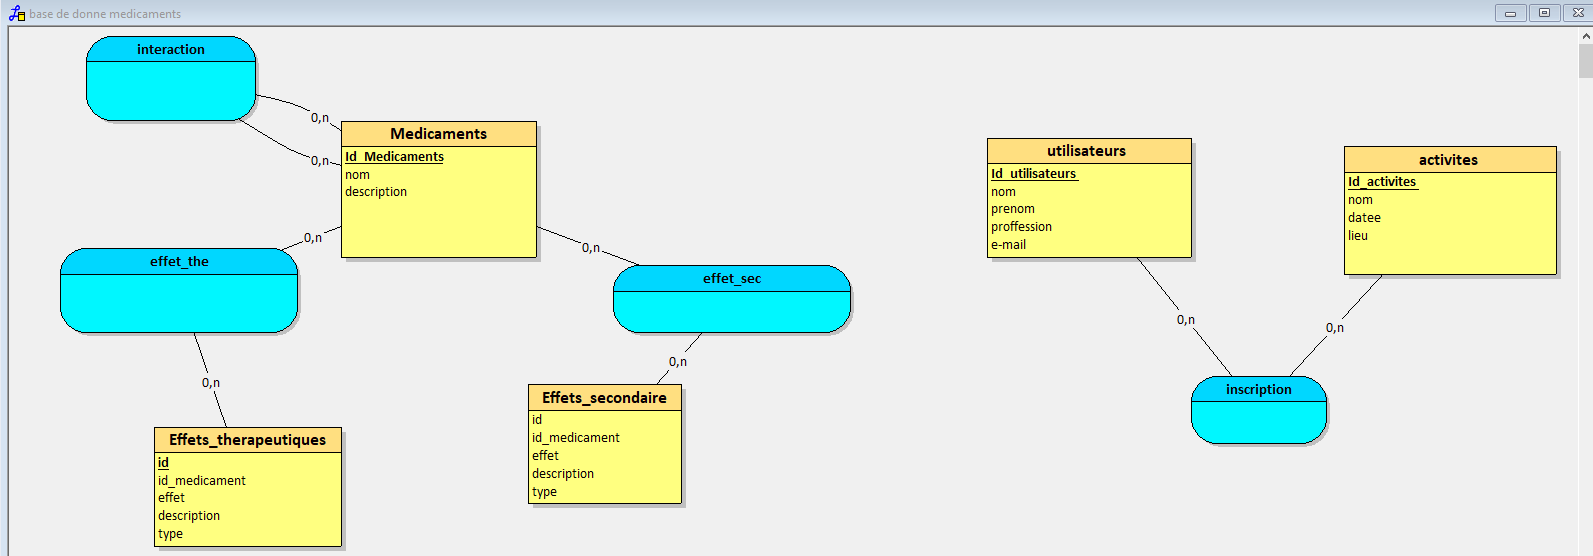 base de donne medicaments
interaction
0,n
0,n
Medicaments
Id_Medicaments
nom
description
0,n
0,n
effet_the
effet_sec
0,n
0,n
Effets_therapeutiques
id
id_medicament
effet
description
type
Effets_secondaire
id
id_medicament
effet
description
type
utilisateurs
Id_utilisateurs
nom
prenom
proffession
e-mail
activites
Id_activites
nom
datee
lieu
0,n
0,n
inscription